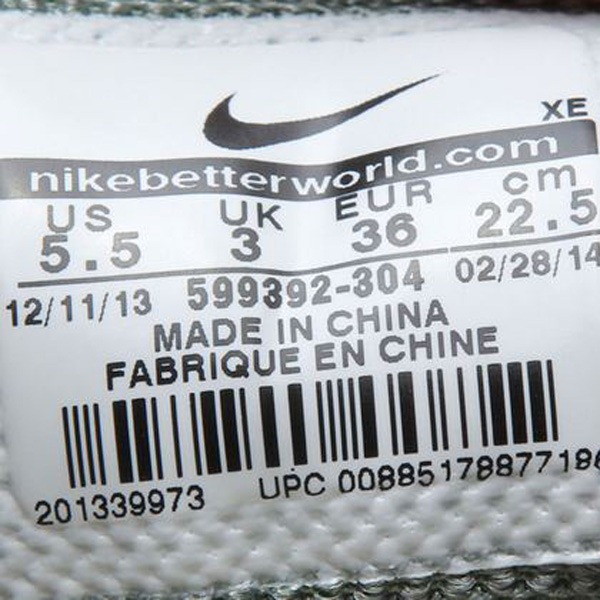 XE
nikebetterworld.com
US UK EUR cm
5.5 3 36 22.5
12/11/13 599392-304 02/28/14
MADE IN CHINA
FABRIQUE EN CHINE
201339973 UPC 00885178877186